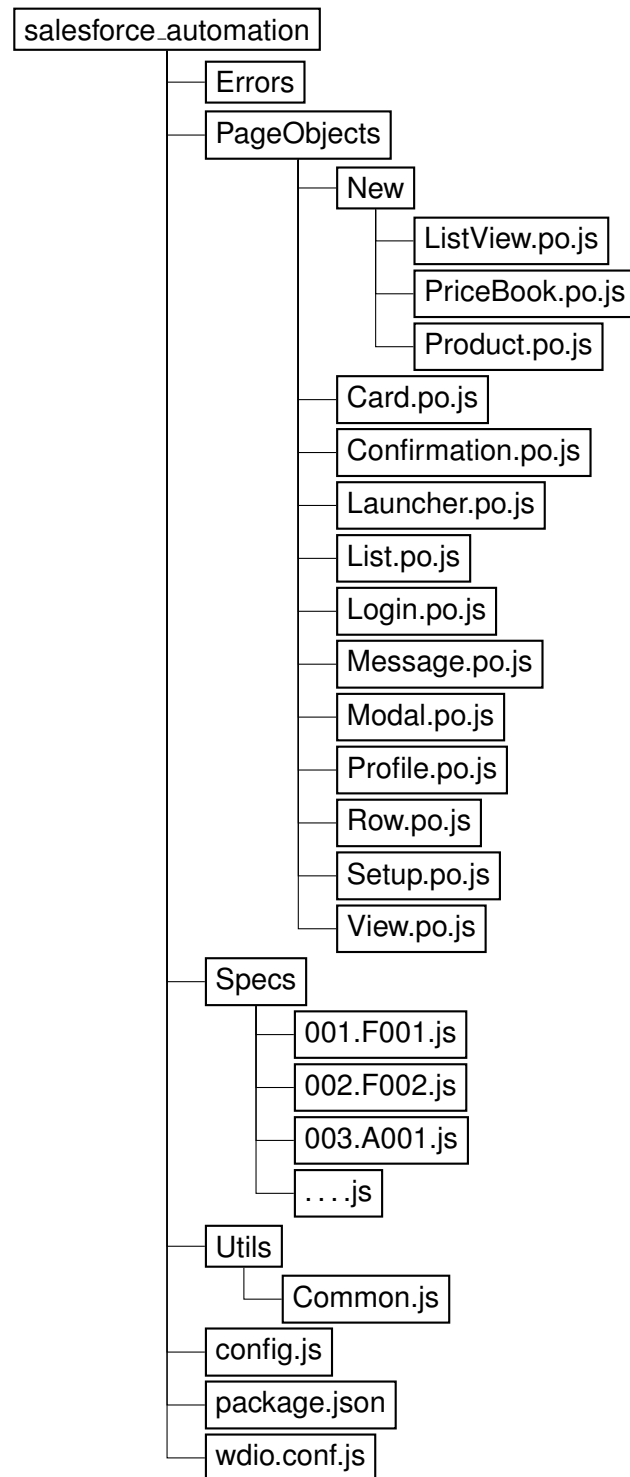 salesforce_automation
Errors
PageObjects
New
ListView.po.js
PriceBook.po.js
Product.po.js
Card.po.js
Confirmation.po.js
Launcher.po.js
List.po.js
Login.po.js
Message.po.js
Modal.po.js
Profile.po.js
Row.po.js
Setup.po.js
View.po.js
Specs
001.F001.js
002.F002.js
003.A001.js
. . . .js
Utils
Common.js
config.js
package.json
wdio.conf.js